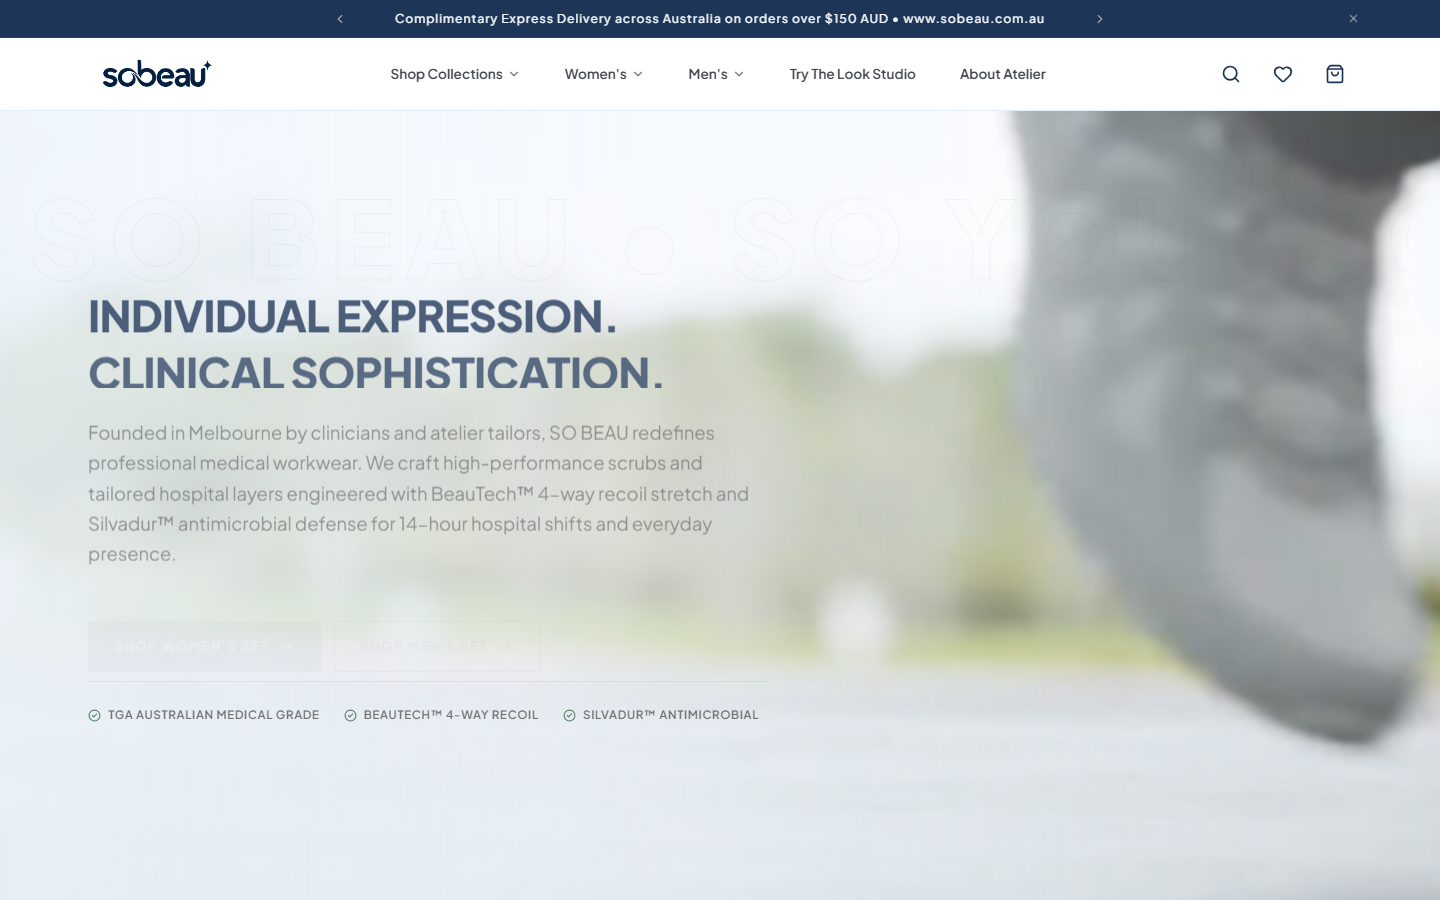 Complimentary Express Delivery across Australia on orders over $150 AUD • www.sobeau.com.au
sobeau
Shop Collections
Women's
Men's
Try The Look Studio
About Atelier
SO BEAU • SO YOU
INDIVIDUAL EXPRESSION.
CLINICAL SOPHISTICATION.
Founded in Melbourne by clinicians and atelier tailors, SO BEAU redefines
professional medical workwear. We craft high-performance scrubs and
tailored hospital layers engineered with BeauTech™ 4-way recoil stretch and
Silvadur™ antimicrobial defense for 14-hour hospital shifts and everyday
presence.
SHOP WOMEN'S SET →
SHOP MEN'S SET →
TGA AUSTRALIAN MEDICAL GRADE
BEAUTECH™ 4-WAY RECOIL
SILVADUR™ ANTIMICROBIAL